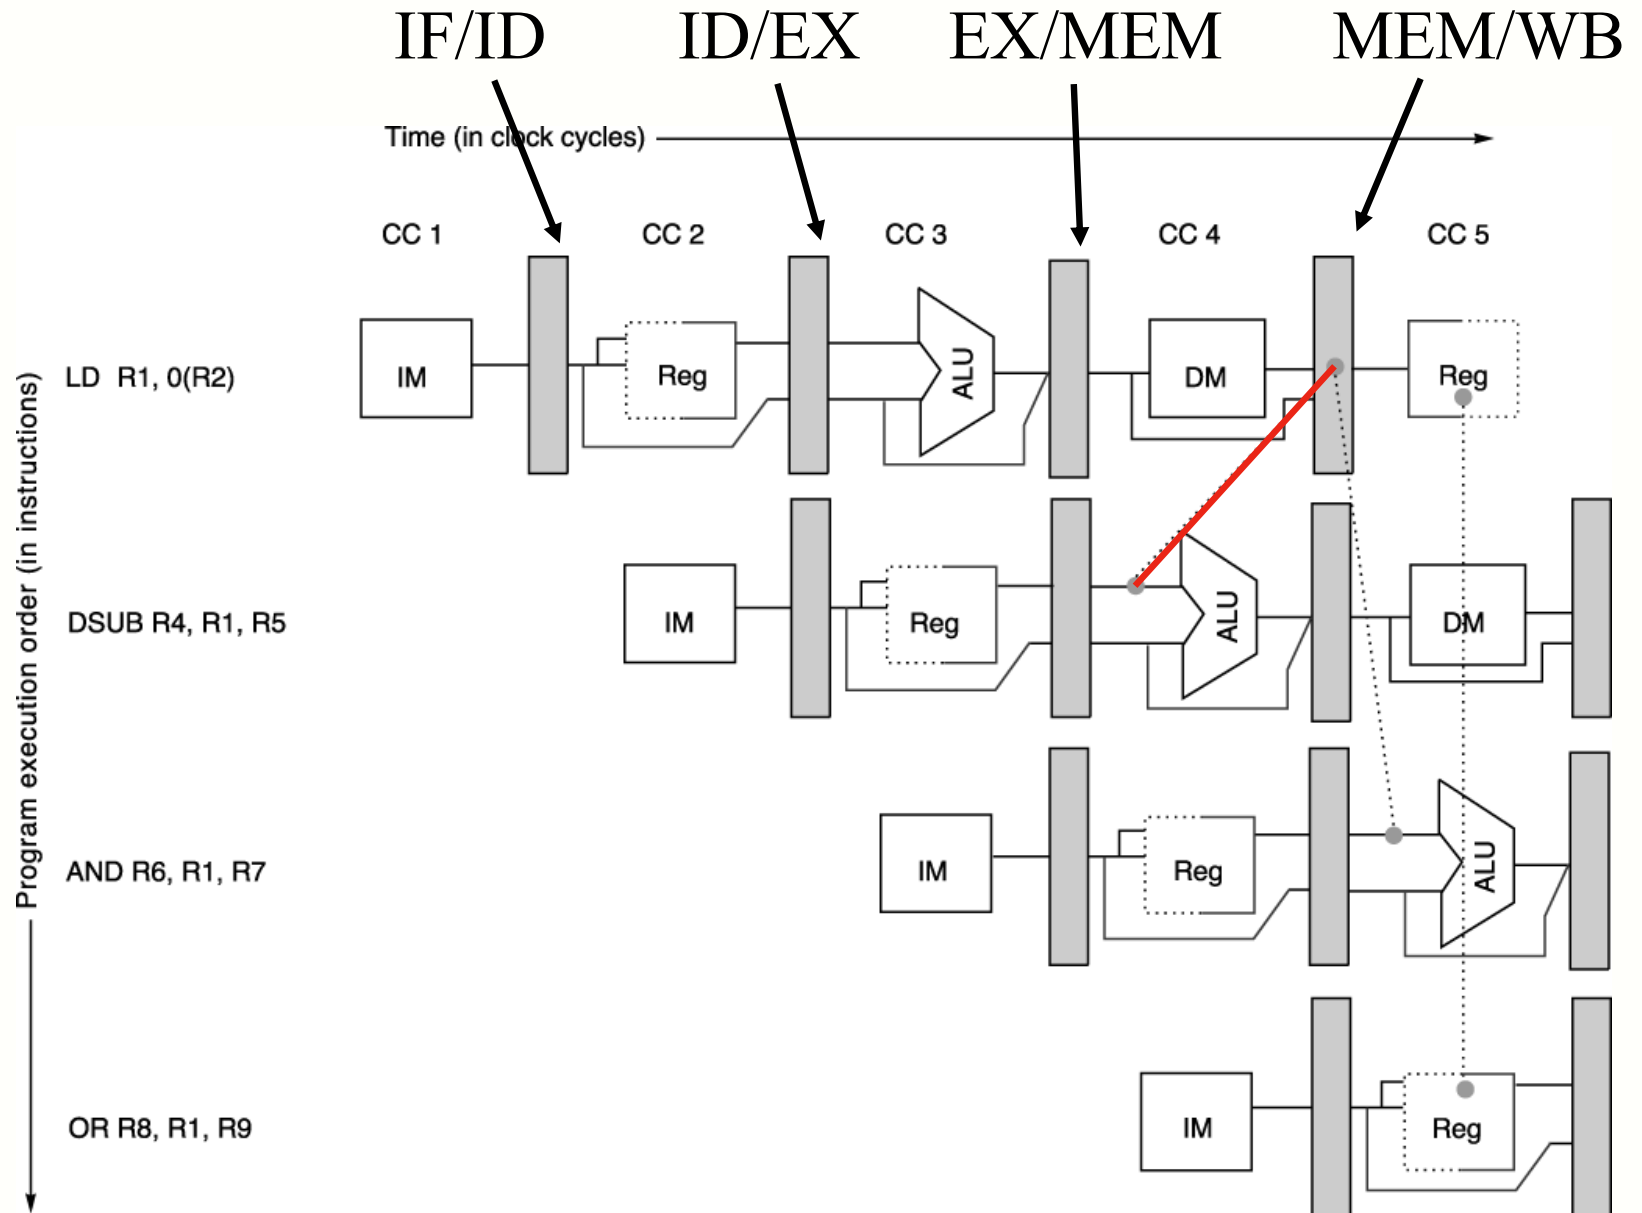 IF/ID ID/EX EX/MEM MEM/WB
Time (in clock cycles)
CC 1 CC 2 CC 3 CC 4 CC 5
Program execution order (in instructions)
LD R1, 0(R2) IM Reg ALU DM Reg
DSUB R4, R1, R5 IM Reg ALU DM
AND R6, R1, R7 IM Reg ALU
OR R8, R1, R9 IM Reg